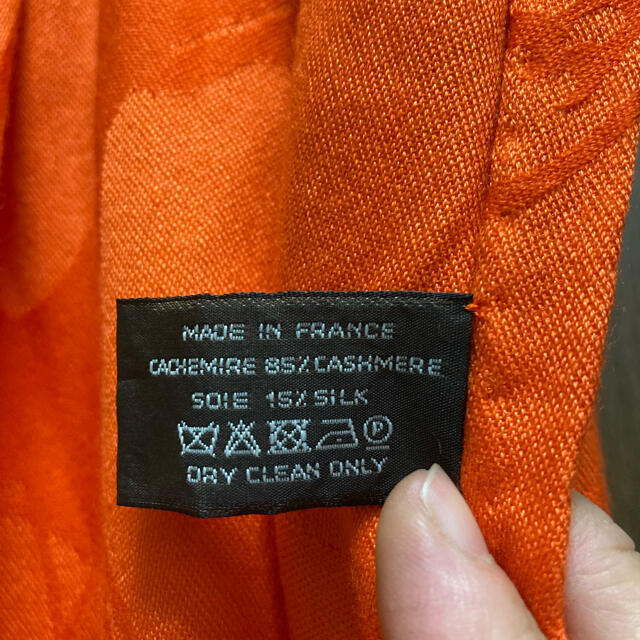 MADE IN FRANCE
CACHEMIRE 85% CASHMERE
SOIE 15% SILK
P
DRY CLEAN ONLY